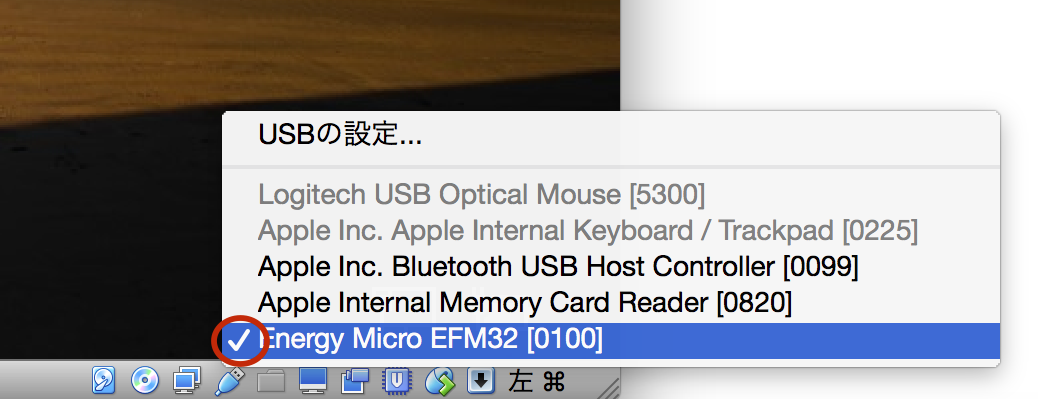 USBの設定...
Logitech USB Optical Mouse [5300]
Apple Inc. Apple Internal Keyboard / Trackpad [0225]
Apple Inc. Bluetooth USB Host Controller [0099]
Apple Internal Memory Card Reader [0820]
Energy Micro EFM32 [0100]
左 ⌘